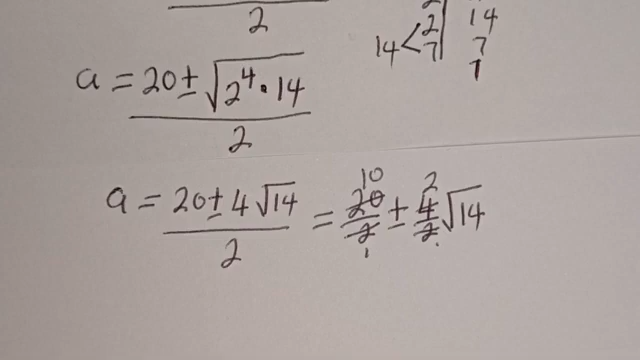 2
2 14
14 < 7 7
1
a = 20 ± √2⁴ · 14
2
10 2
a = 20 ± 4√14 = 20 ± 4 √14
2 2 2
1